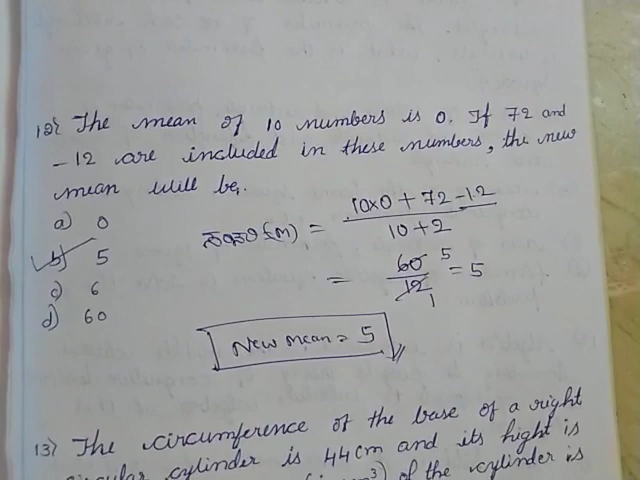 12} The mean of 10 numbers is 0. If 72 and
-12 are included in these numbers, the new
mean will be,
a) 0
b) 5
c) 6
d) 60
ಸರಾಸರಿ (m) = 10x0 + 72-12 / 10+2
= 60 / 12 5 1 = 5
New mean = 5
13} The circumference of the base of a right
cylinder is 44cm and its hight is
of the cylinder is